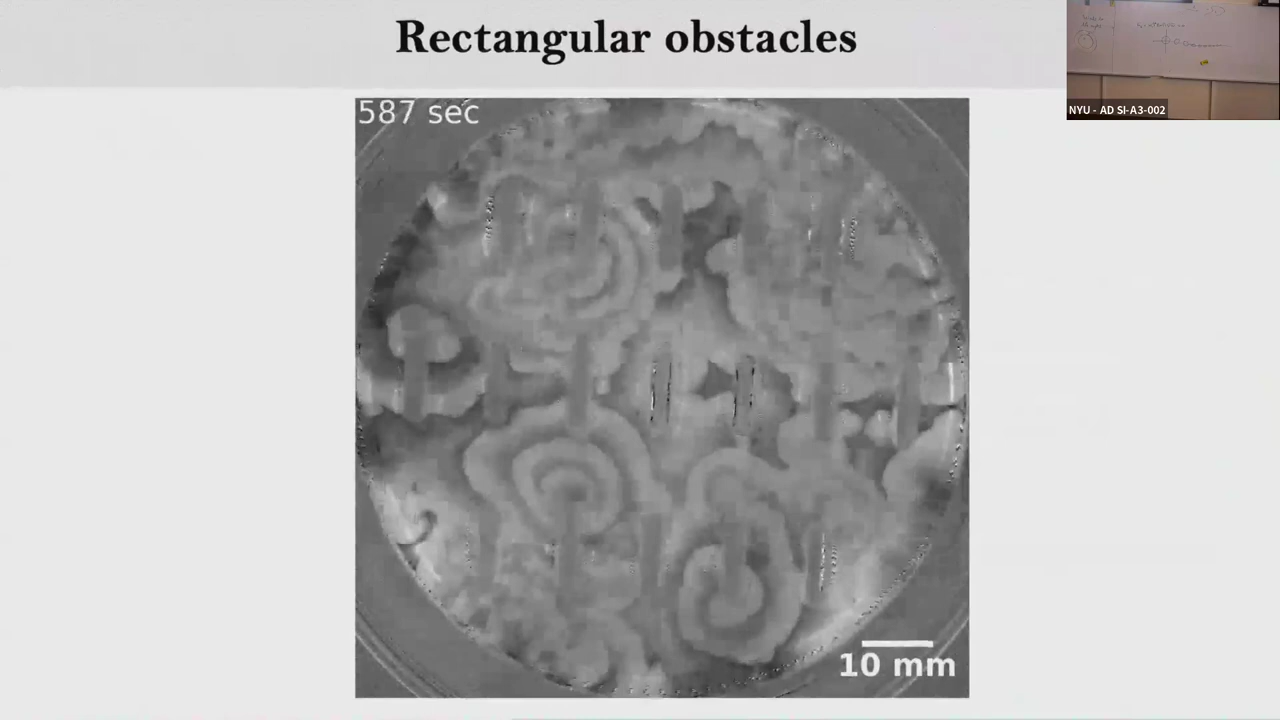 Rectangular obstacles
587 sec
NYU - AD SI-A3-002
10 mm